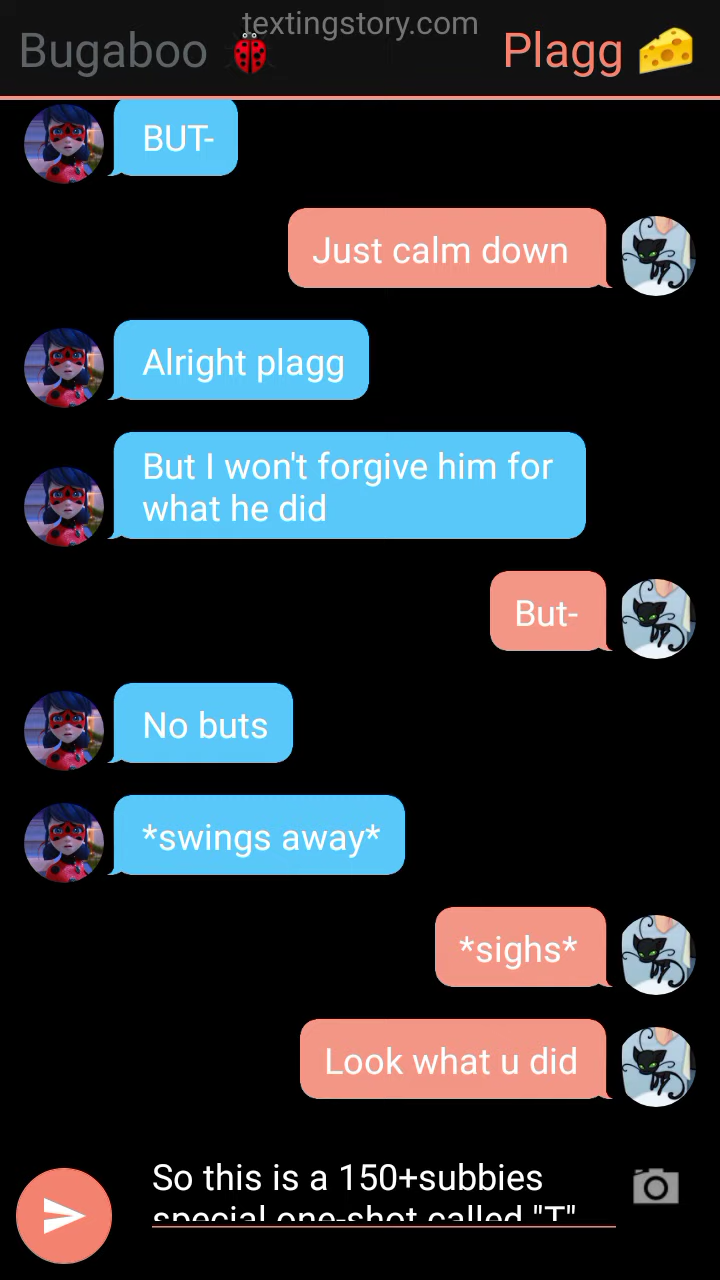 textingstory.com
Bugaboo 🐞
Plagg 🧀
BUT-
Just calm down
Alright plagg
But I won't forgive him for
what he did
But-
No buts
*swings away*
*sighs*
Look what u did
So this is a 150+subbies
special one-shot called "T"